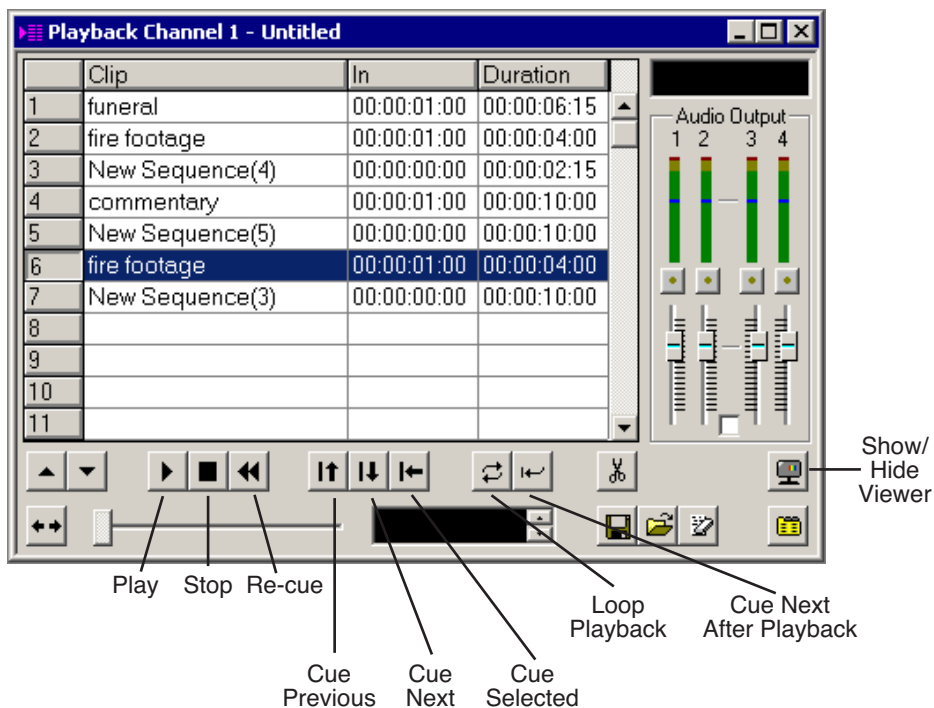 Playback Channel 1 - Untitled
Clip In Duration
1 funeral 00:00:01:00 00:00:06:15
2 fire footage 00:00:01:00 00:00:04:00
3 New Sequence(4) 00:00:00:00 00:00:02:15
4 commentary 00:00:01:00 00:00:10:00
5 New Sequence(5) 00:00:00:00 00:00:10:00
6 fire footage 00:00:01:00 00:00:04:00
7 New Sequence(3) 00:00:00:00 00:00:10:00
8
9
10
11
Audio Output
1 2 3 4
Show/
Hide
Viewer
Play Stop Re-cue
Loop
Playback
Cue Next
After Playback
Cue
Previous
Cue
Next
Cue
Selected